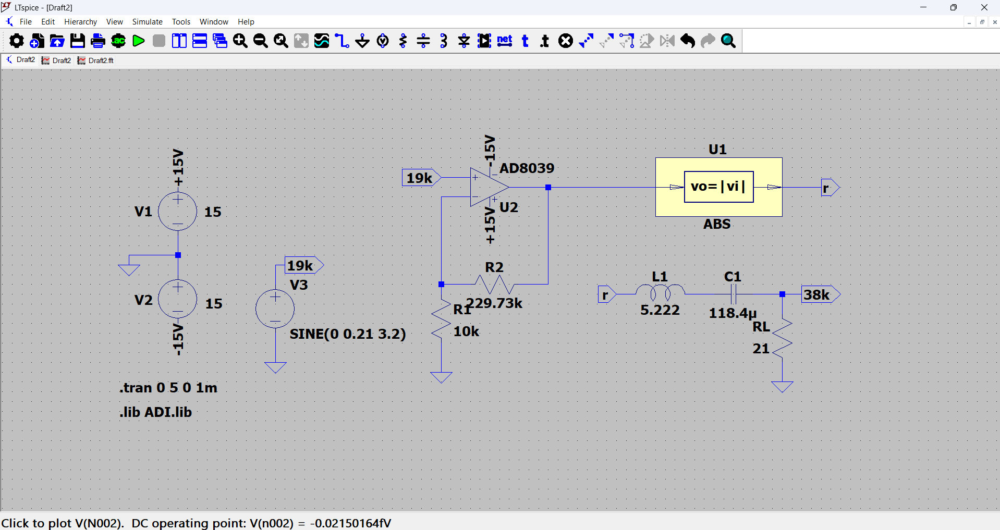 LTspice - [Draft2]
File Edit Hierarchy View Simulate Tools Window Help
.ac
net
t
.t
Draft2 Draft2 Draft2.fft
+15V
V1
15
V2
15
-15V
.tran 0 5 0 1m
.lib ADI.lib
19k
V3
SINE(0 0.21 3.2)
19k
-15V
AD8039
U2
+15V
R2
229.73k
R1
10k
U1
vo=|vi|
ABS
r
r
L1
5.222
C1
118.4µ
38k
RL
21
Click to plot V(N002). DC operating point: V(n002) = -0.02150164fV